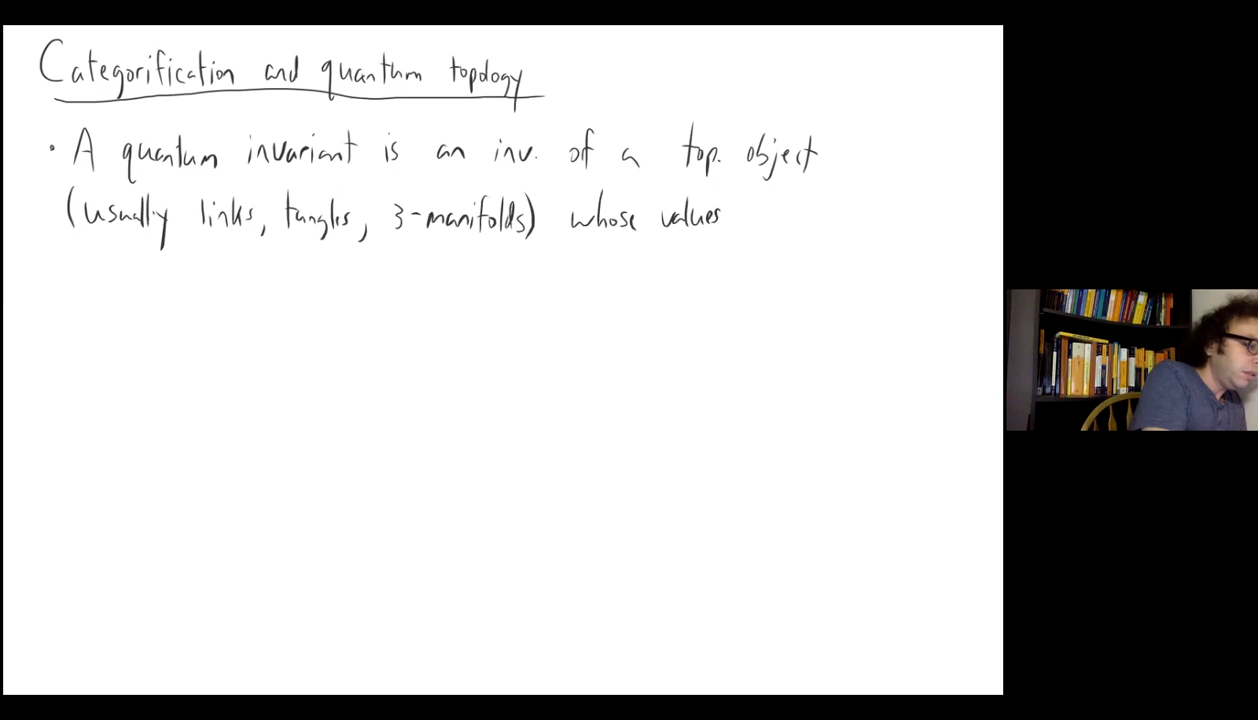 Categorification and quantum topology
• A quantum invariant is an inv. of a top. object
(usually links, tangles, 3-manifolds) whose values